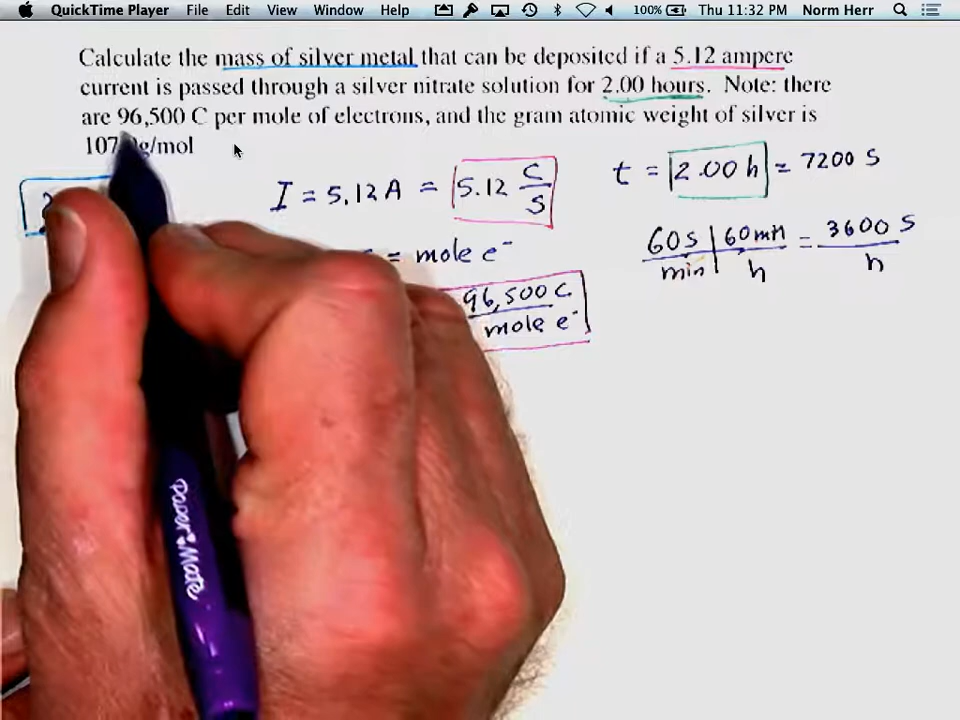 QuickTime Player File Edit View Window Help 100% Thu 11:32 PM Norm Herr
Calculate the mass of silver metal that can be deposited if a 5.12 ampere
current is passed through a silver nitrate solution for 2.00 hours. Note: there
are 96,500 C per mole of electrons, and the gram atomic weight of silver is
107 g/mol
I = 5.12 A = 5.12 C/S
t = 2.00 h = 7200 S
= mole e⁻
60 S/min | 60 min/h = 3600 S/h
96,500 C/mole e⁻
Paper Mate